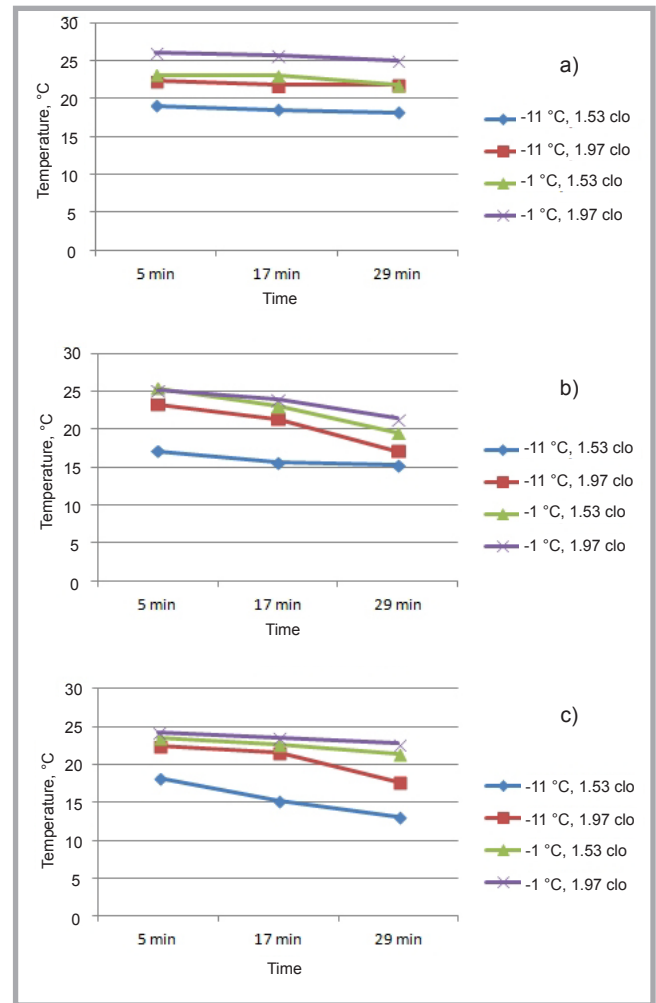 30
25
20
15
10
5
0
Temperature, °C
5 min 17 min 29 min
Time
a)
-11 °C, 1.53 clo
-11 °C, 1.97 clo
-1 °C, 1.53 clo
-1 °C, 1.97 clo
30
25
20
15
10
5
0
Temperature, °C
5 min 17 min 29 min
Time
b)
-11 °C, 1.53 clo
-11 °C, 1.97 clo
-1 °C, 1.53 clo
-1 °C, 1.97 clo
30
25
20
15
10
5
0
Temperature, °C
5 min 17 min 29 min
Time
c)
-11 °C, 1.53 clo
-11 °C, 1.97 clo
-1 °C, 1.53 clo
-1 °C, 1.97 clo